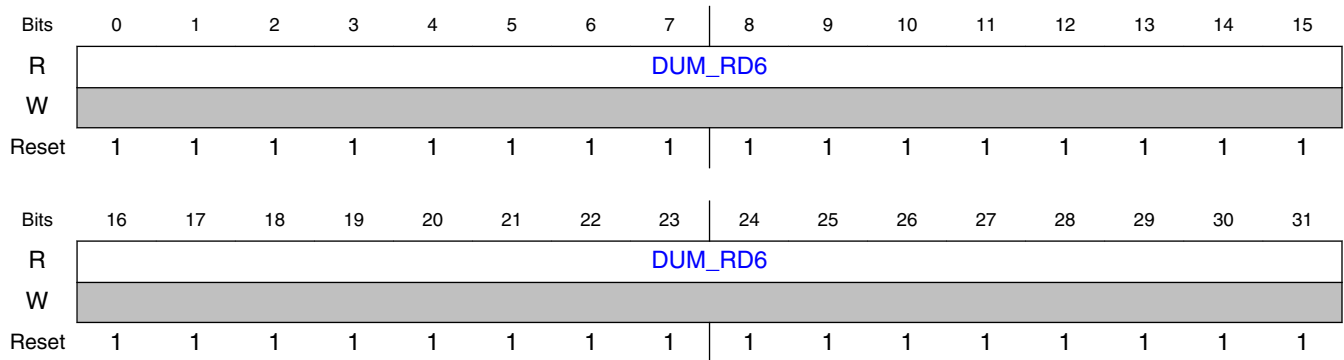 Bits 0 1 2 3 4 5 6 7 8 9 10 11 12 13 14 15
R DUM_RD6
W
Reset 1 1 1 1 1 1 1 1 1 1 1 1 1 1 1 1
Bits 16 17 18 19 20 21 22 23 24 25 26 27 28 29 30 31
R DUM_RD6
W
Reset 1 1 1 1 1 1 1 1 1 1 1 1 1 1 1 1